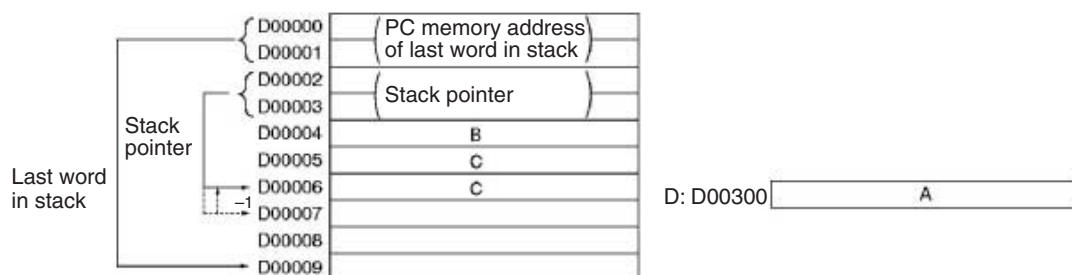 D00000
D00001
PC memory address
of last word in stack
D00002
D00003
Stack pointer
D00004 B
D00005 C
D00006 C
D00007
D00008
D00009
Stack
pointer
Last word
in stack
–1
D: D00300 A